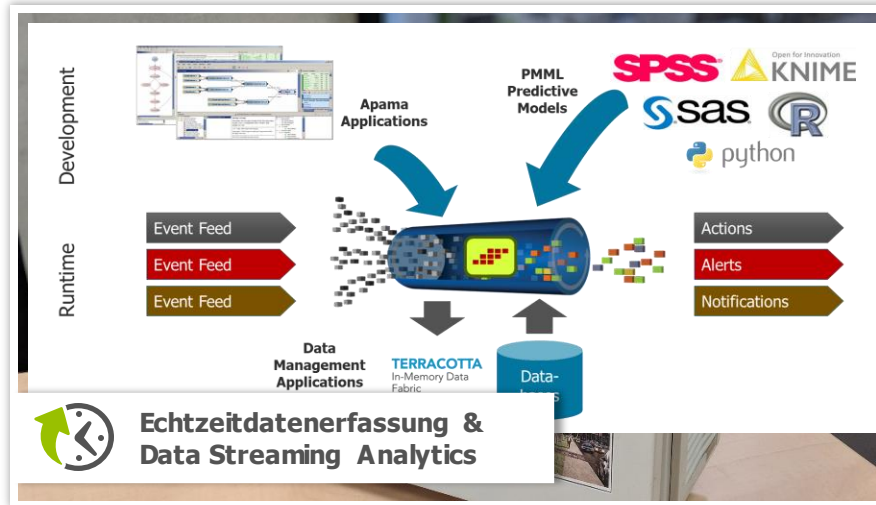 Development
Apama
Applications
PMML
Predictive
Models
SPSS
Open for Innovation
KNIME
sas
R
python
Runtime
Event Feed
Event Feed
Event Feed
Actions
Alerts
Notifications
Data
Management
Applications
TERRACOTTA
In-Memory Data
Fabric
Data-
Echtzeitdatenerfassung &
Data Streaming Analytics